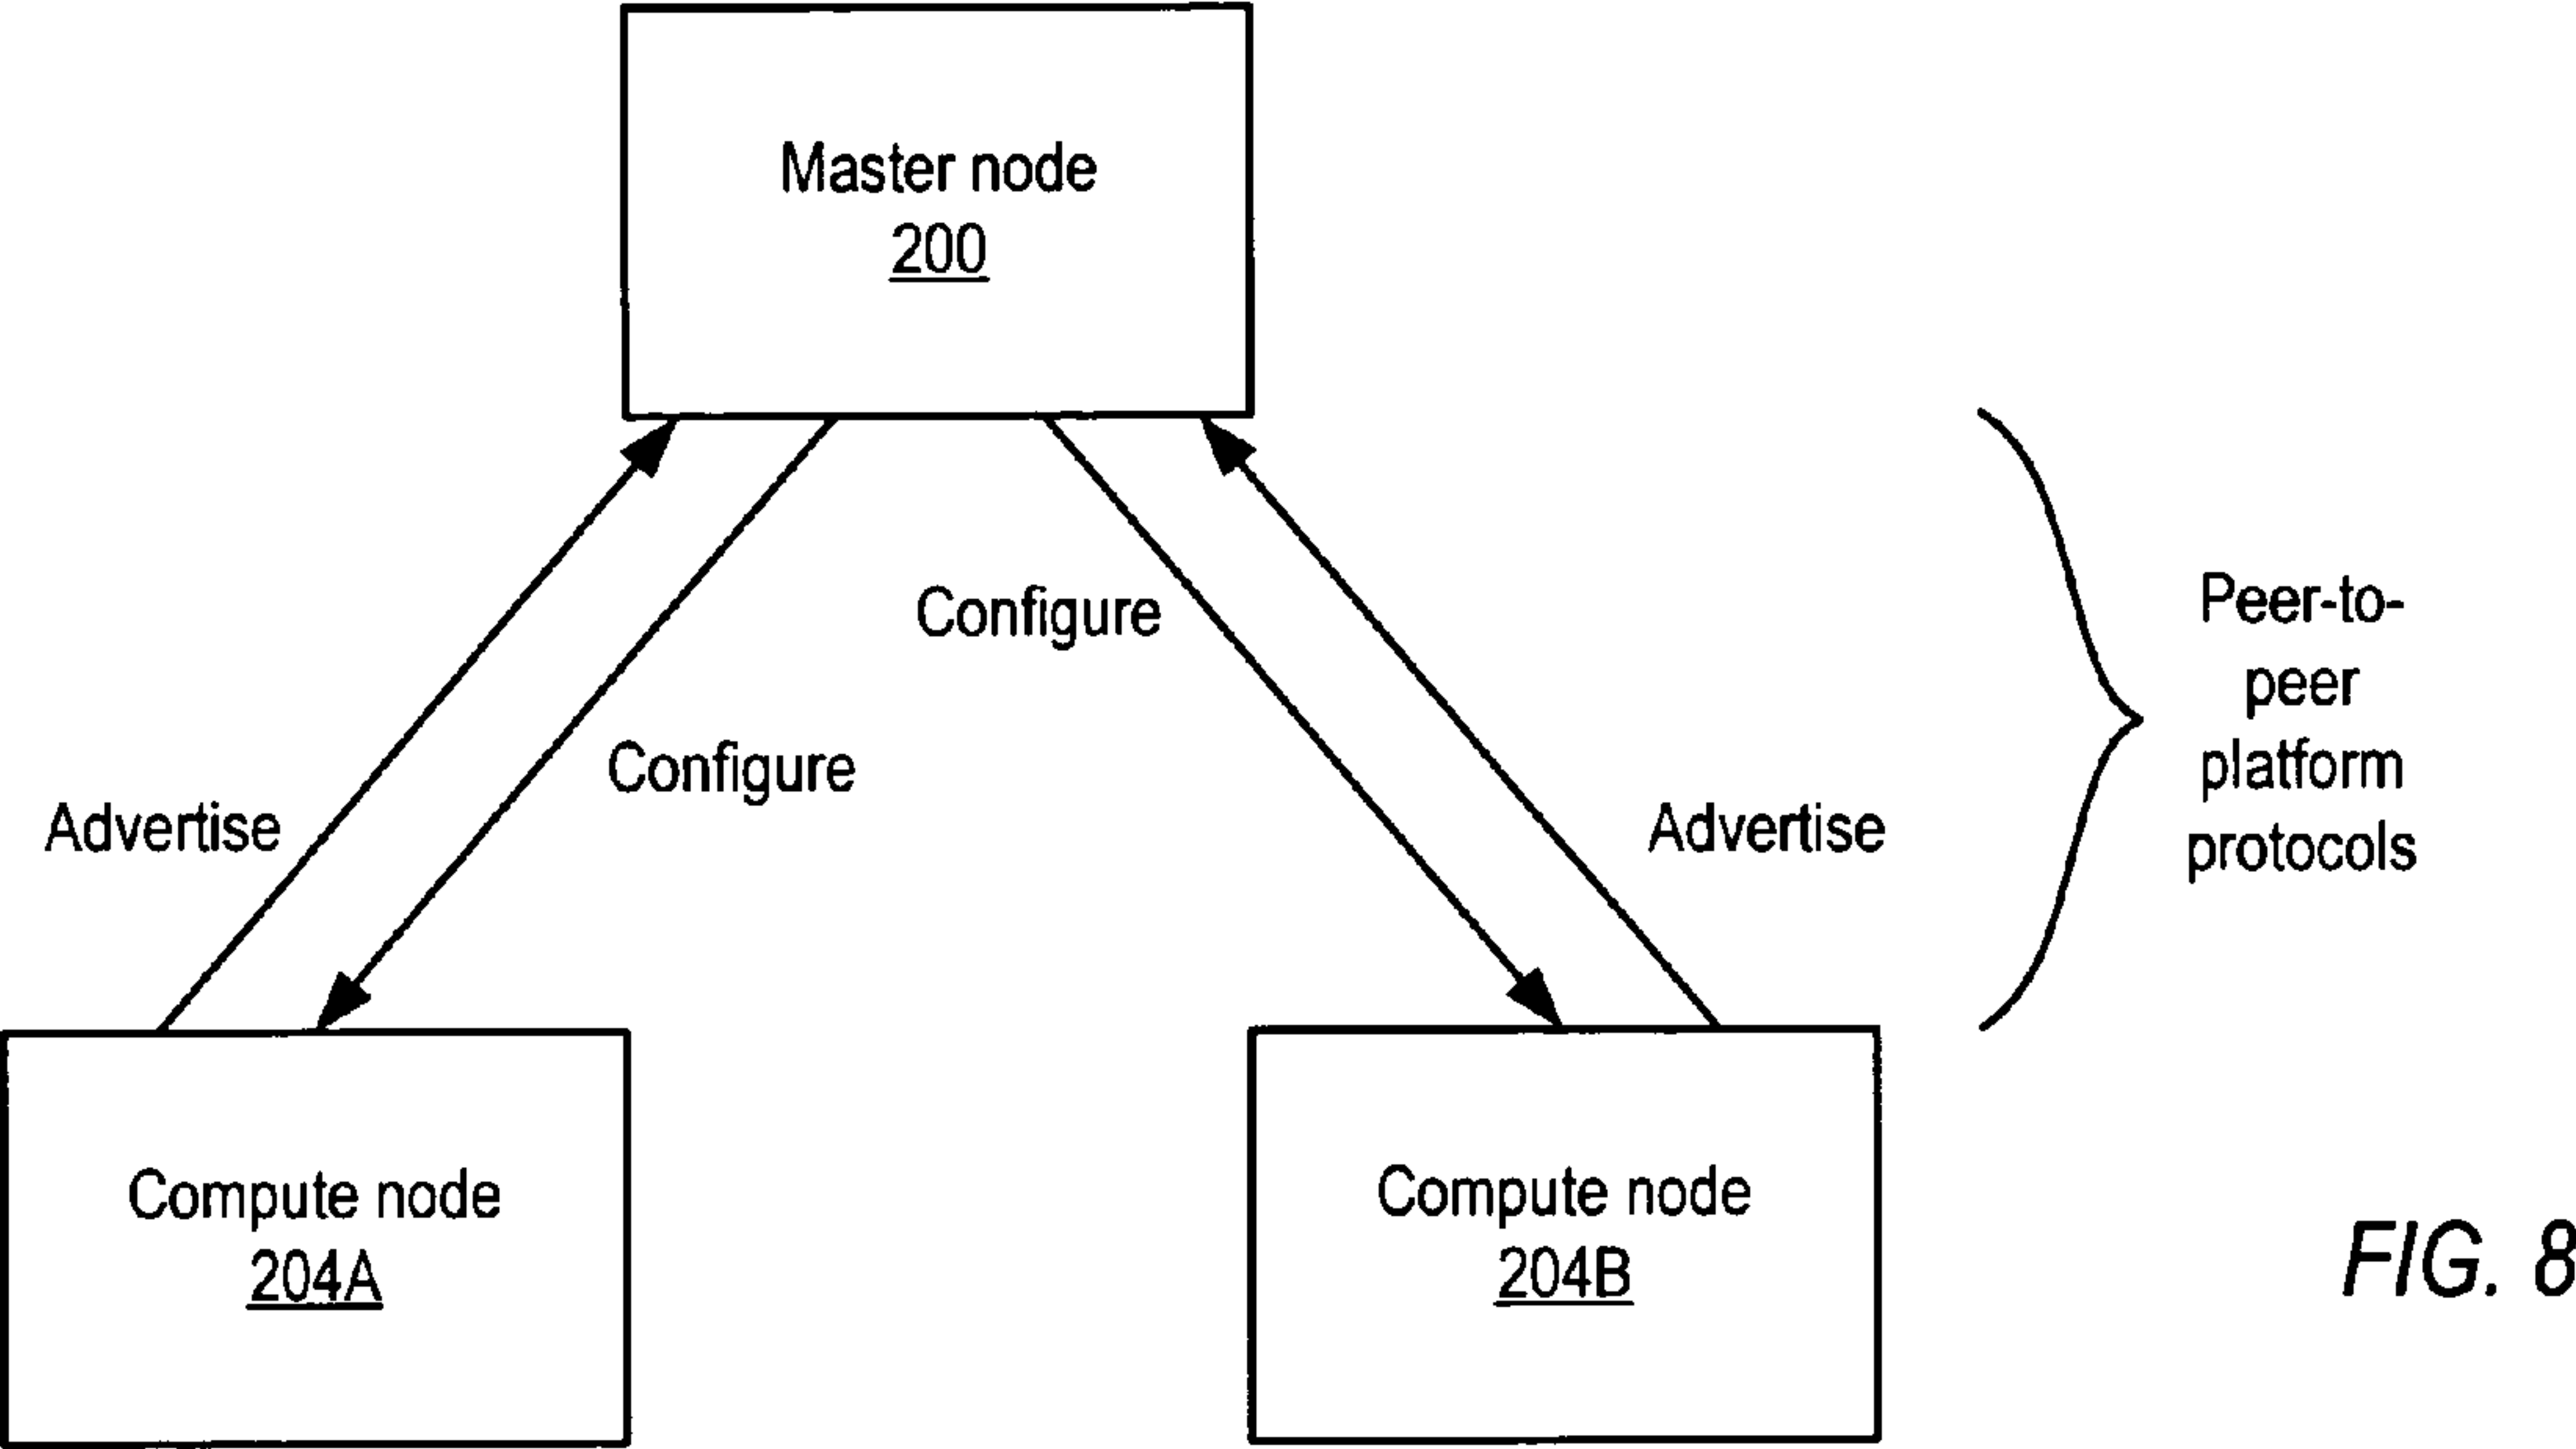 Master node
200
Configure
Configure
Advertise
Advertise
Peer-to-
peer
platform
protocols
Compute node
204A
Compute node
204B
FIG. 8